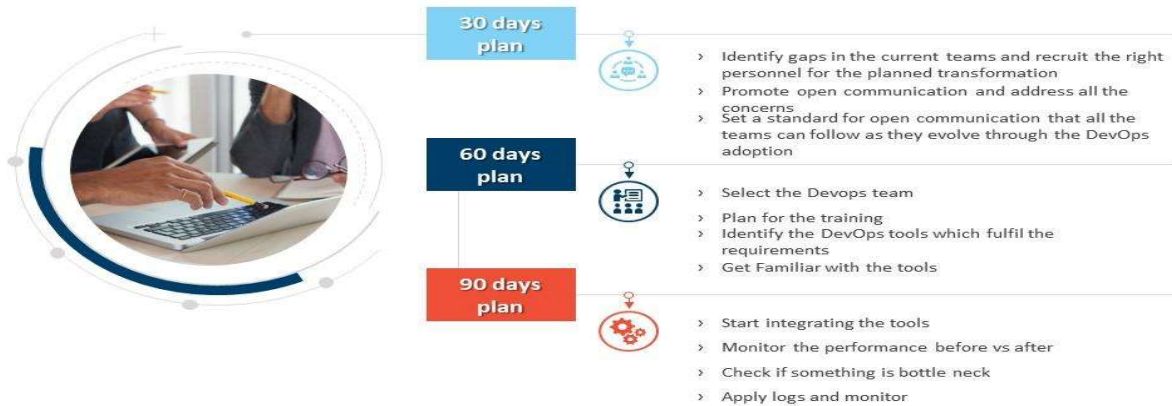 30 days
plan
› Identify gaps in the current teams and recruit the right
personnel for the planned transformation
› Promote open communication and address all the
concerns
› Set a standard for open communication that all the
teams can follow as they evolve through the DevOps
adoption
60 days
plan
› Select the Devops team
› Plan for the training
› Identify the DevOps tools which fulfil the
requirements
› Get Familiar with the tools
90 days
plan
› Start integrating the tools
› Monitor the performance before vs after
› Check if something is bottle neck
› Apply logs and monitor